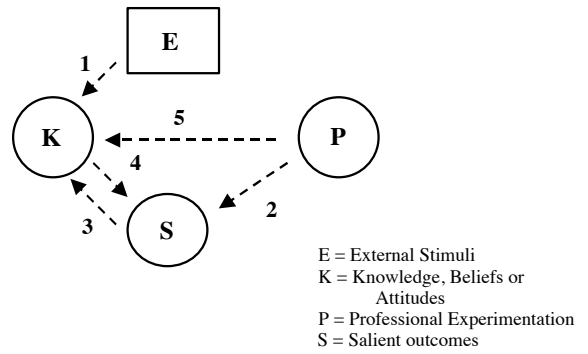 E
1
5
K
P
4
2
3
S
E = External Stimuli
K = Knowledge, Beliefs or
Attitudes
P = Professional Experimentation
S = Salient outcomes